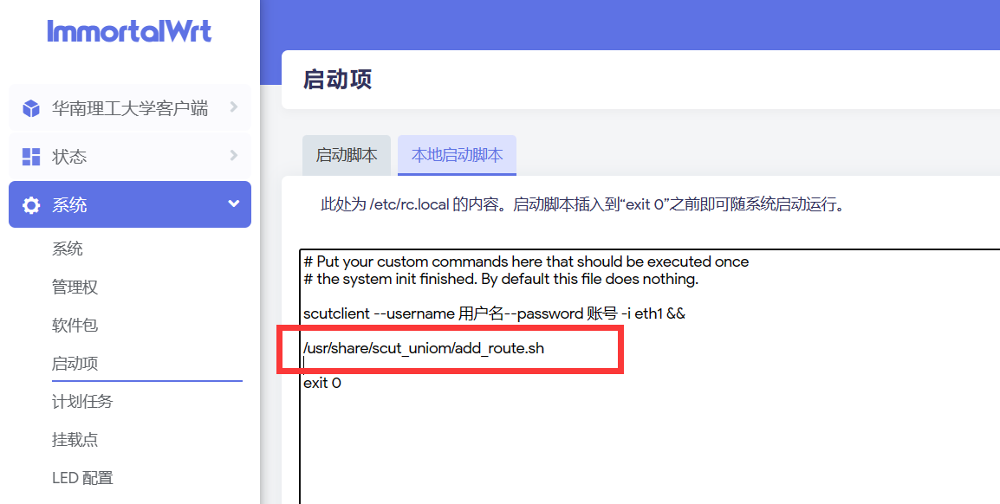 ImmortalWrt
华南理工大学客户端
状态
系统
系统
管理权
软件包
启动项
计划任务
挂载点
LED 配置
启动项
启动脚本
本地启动脚本
此处为 /etc/rc.local 的内容。启动脚本插入到“exit 0”之前即可随系统启动运行。
# Put your custom commands here that should be executed once
# the system init finished. By default this file does nothing.
scutclient --username 用户名--password 账号 -i eth1 &&
/usr/share/scut_uniom/add_route.sh
exit 0